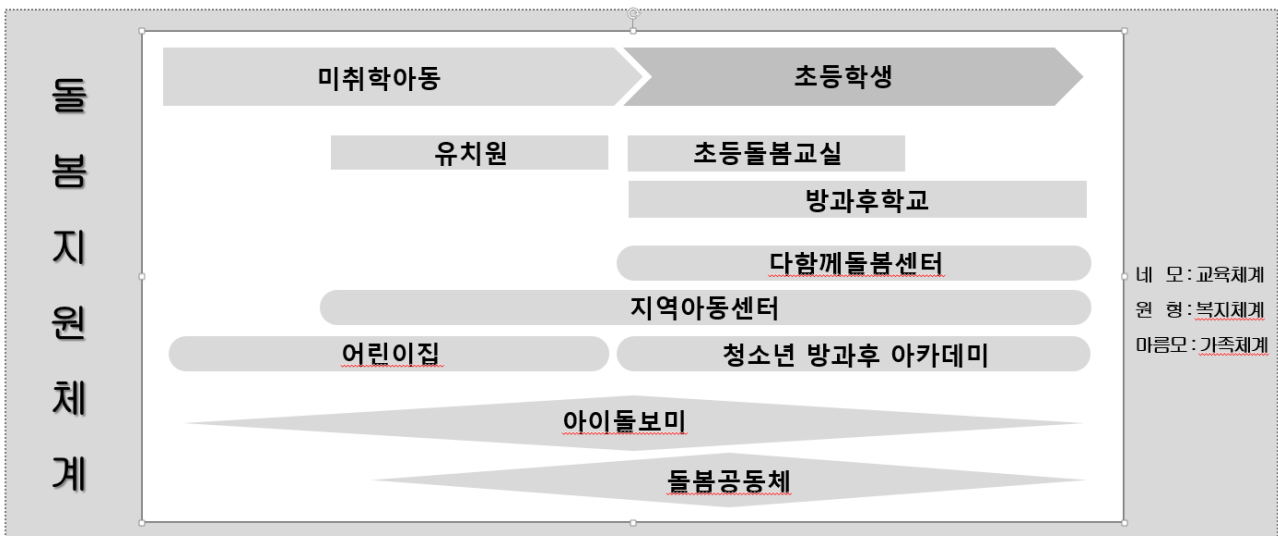 돌봄지원체계
미취학아동
초등학생
유치원
초등돌봄교실
방과후학교
다함께돌봄센터
지역아동센터
어린이집
청소년 방과후 아카데미
아이돌보미
돌봄공동체
네 모 : 교육체계
원 형 : 복지체계
마름모 : 가족체계